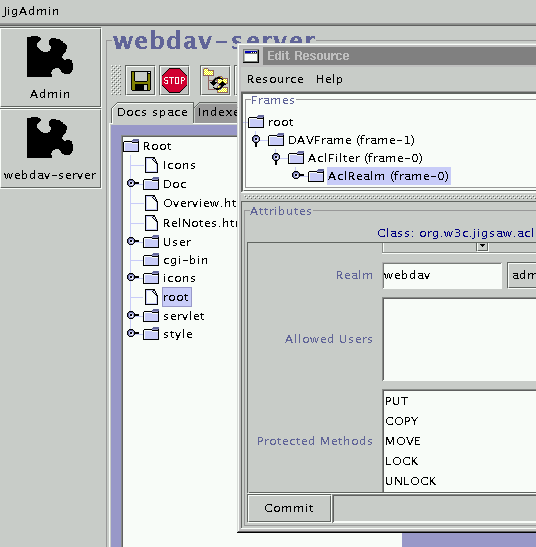 JigAdmin
Admin
webdav-server
webdav-server
STOP
Docs space
Root
Icons
Doc
Overview.ht
RelNotes.ht
User
cgi-bin
icons
root
servlet
style
Edit Resource
Resource Help
Frames
root
DAVFrame (frame-1)
AclFilter (frame-0)
AclRealm (frame-0)
Attributes
Class: org.w3c.jigsaw.acl
Realm webdav adm
Allowed Users
Protected Methods
PUT
COPY
MOVE
LOCK
UNLOCK
Commit